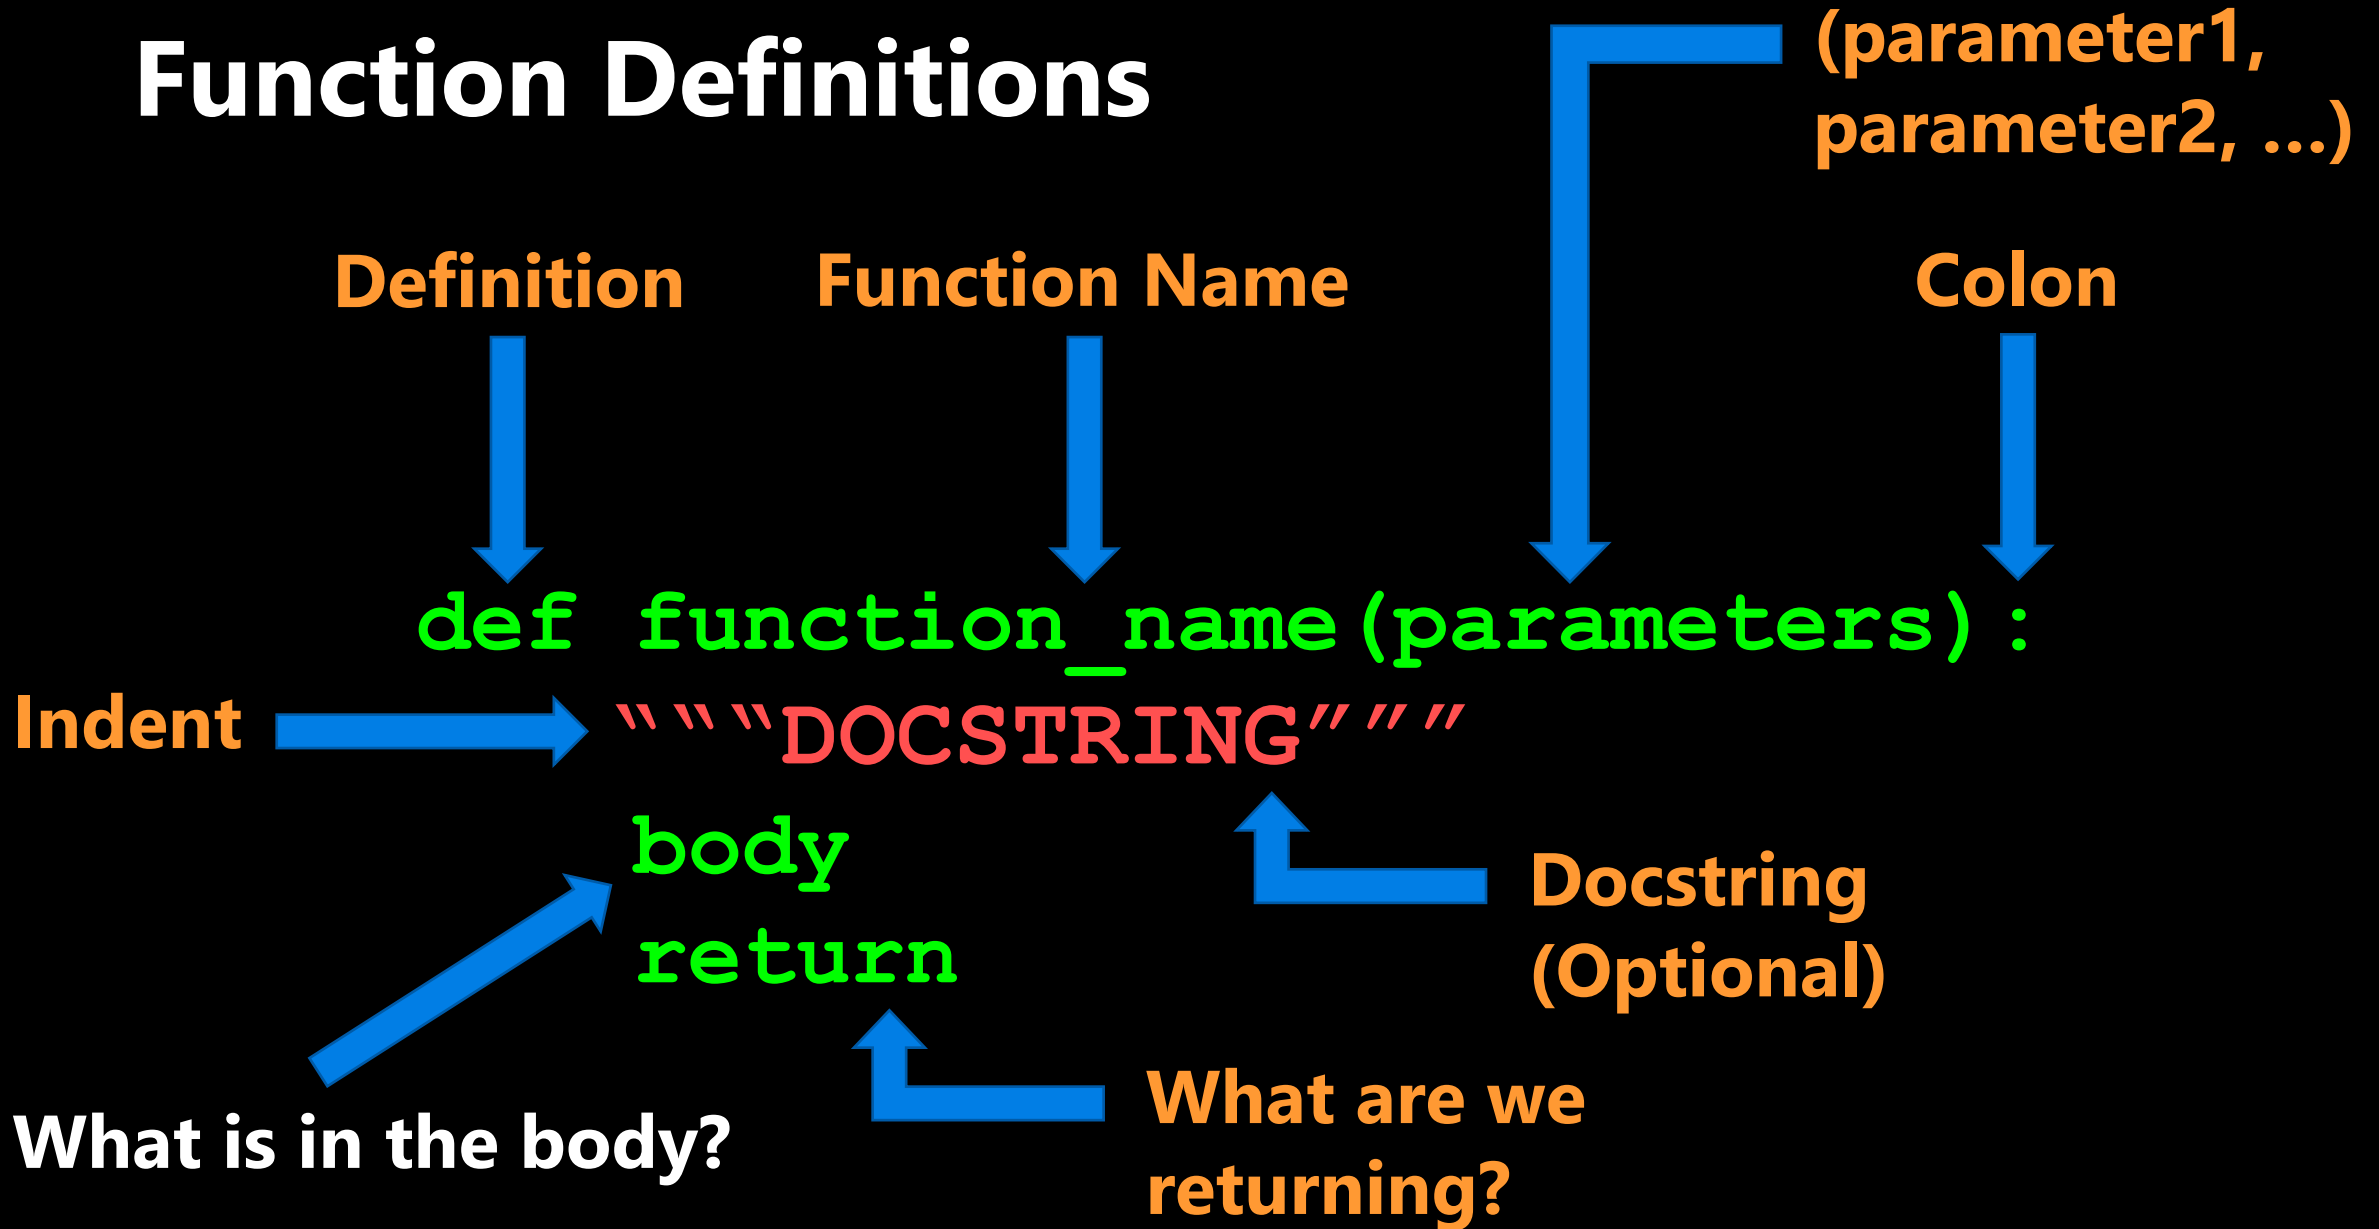 Function Definitions
(parameter1,
parameter2, ...)
Definition
Function Name
Colon
def function_name(parameters):
Indent
‶‶‶DOCSTRING″″″
body
return
Docstring
(Optional)
What is in the body?
What are we
returning?